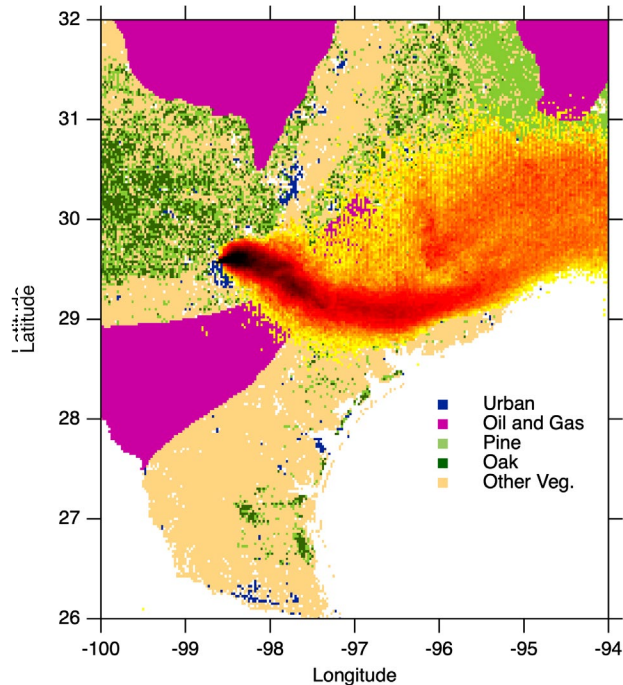 32
31
30
29
28
27
26
Latitude
Latitude
Urban
Oil and Gas
Pine
Oak
Other Veg.
-100
-99
-98
-97
-96
-95
-94
Longitude